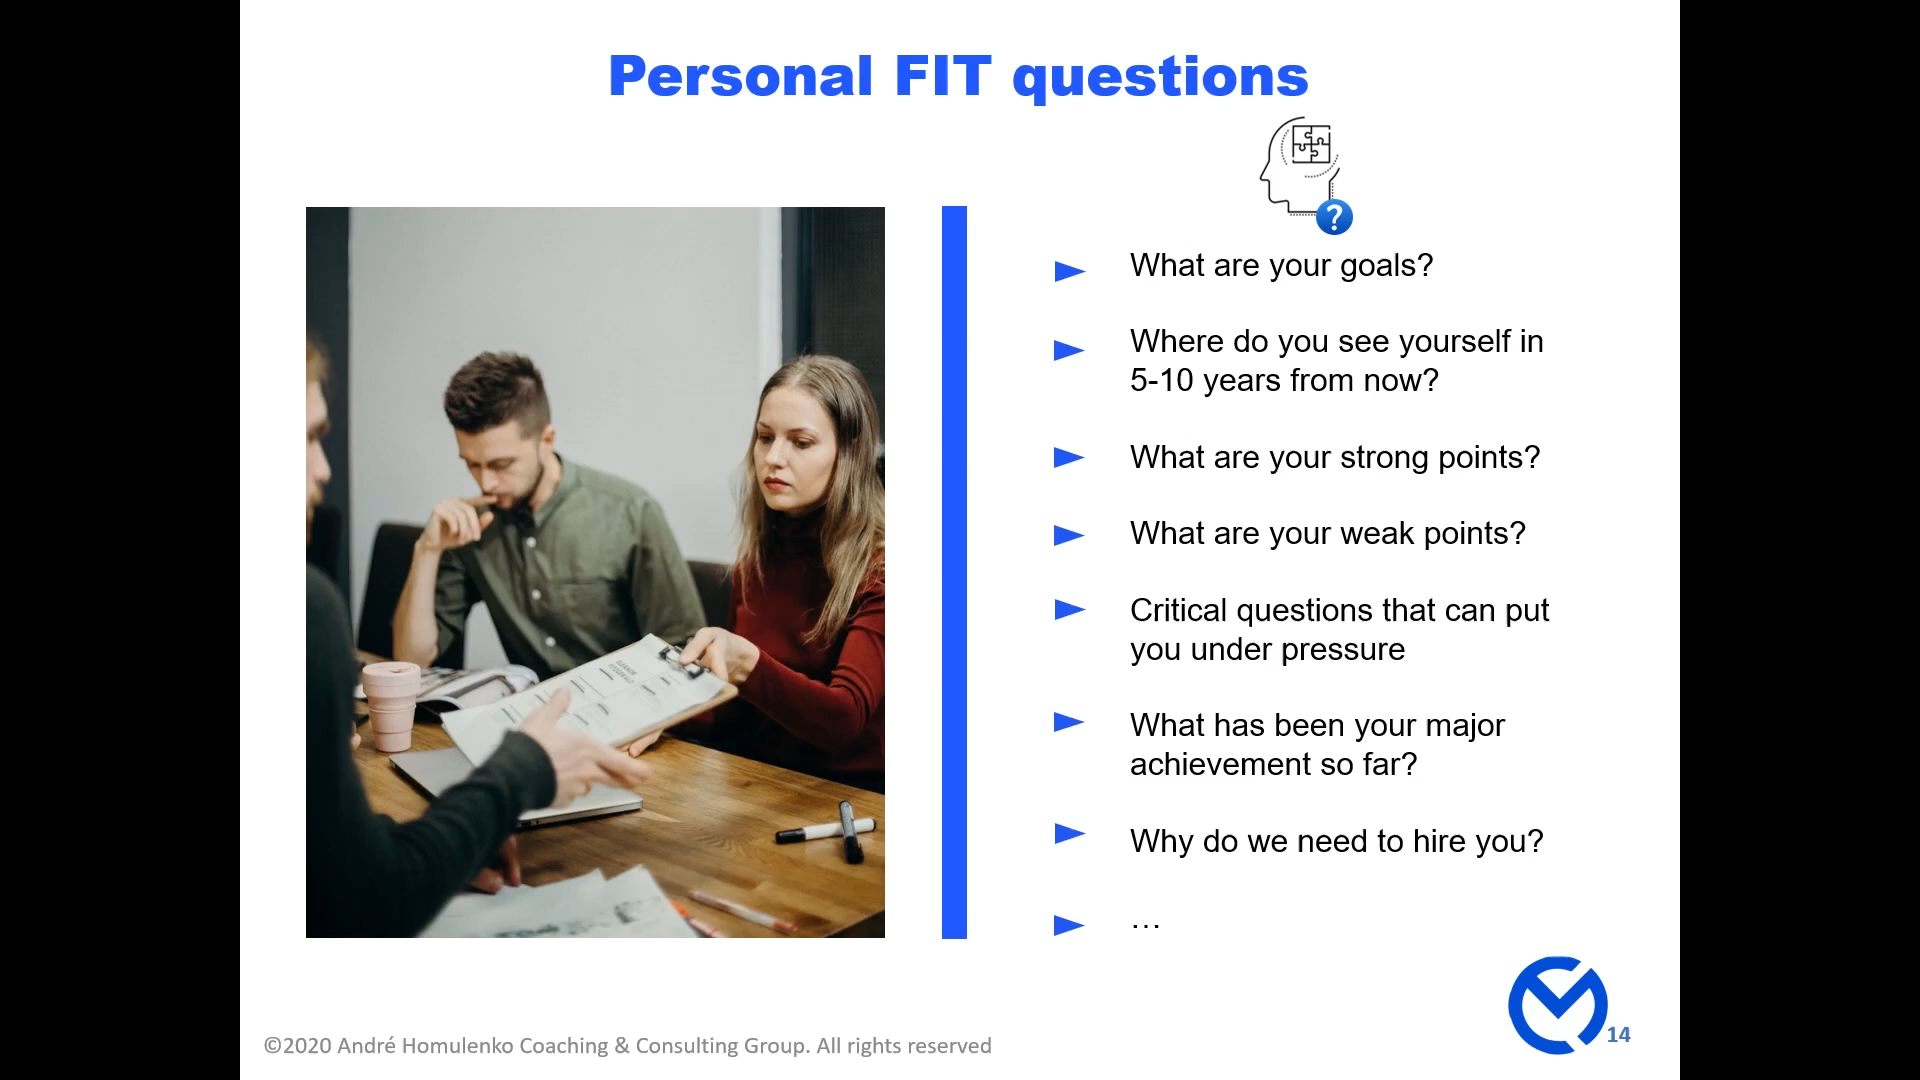 Personal FIT questions
?
What are your goals?
Where do you see yourself in
5-10 years from now?
What are your strong points?
What are your weak points?
Critical questions that can put
you under pressure
What has been your major
achievement so far?
Why do we need to hire you?
…
©2020 André Homulenko Coaching & Consulting Group. All rights reserved
14